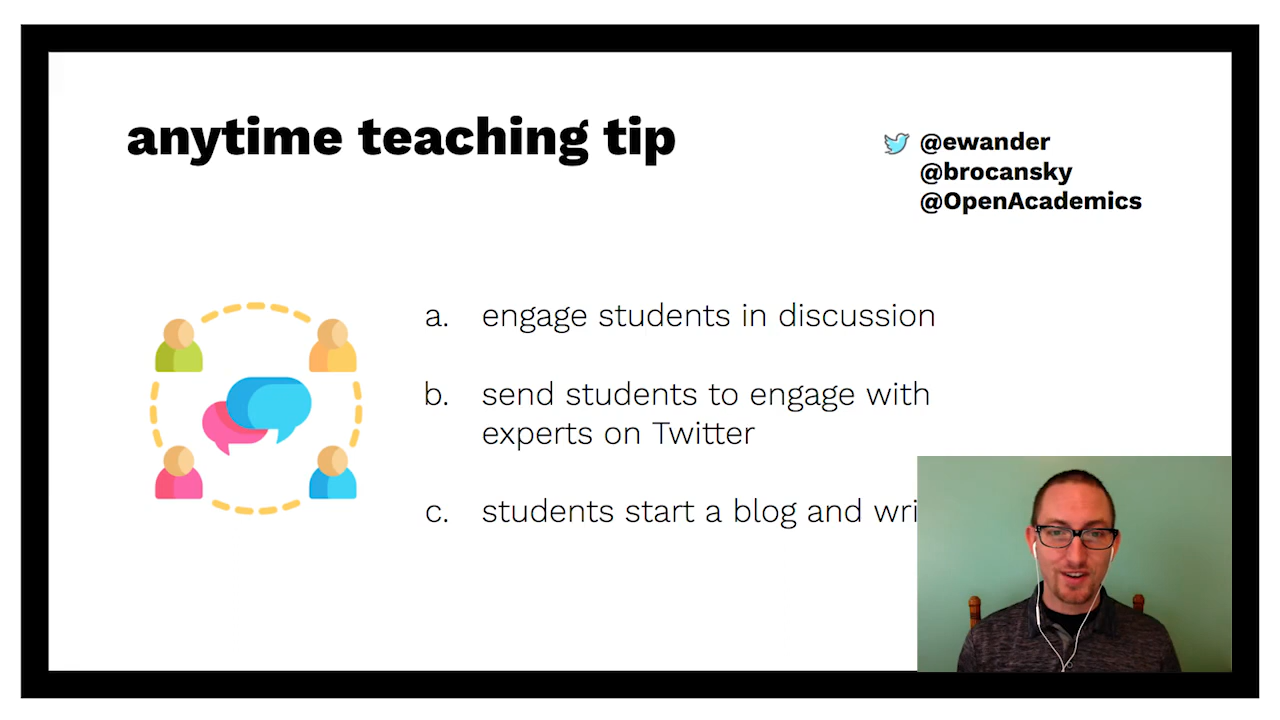 anytime teaching tip
@ewander
@brocansky
@OpenAcademics
a. engage students in discussion
b. send students to engage with
experts on Twitter
c. students start a blog and wri